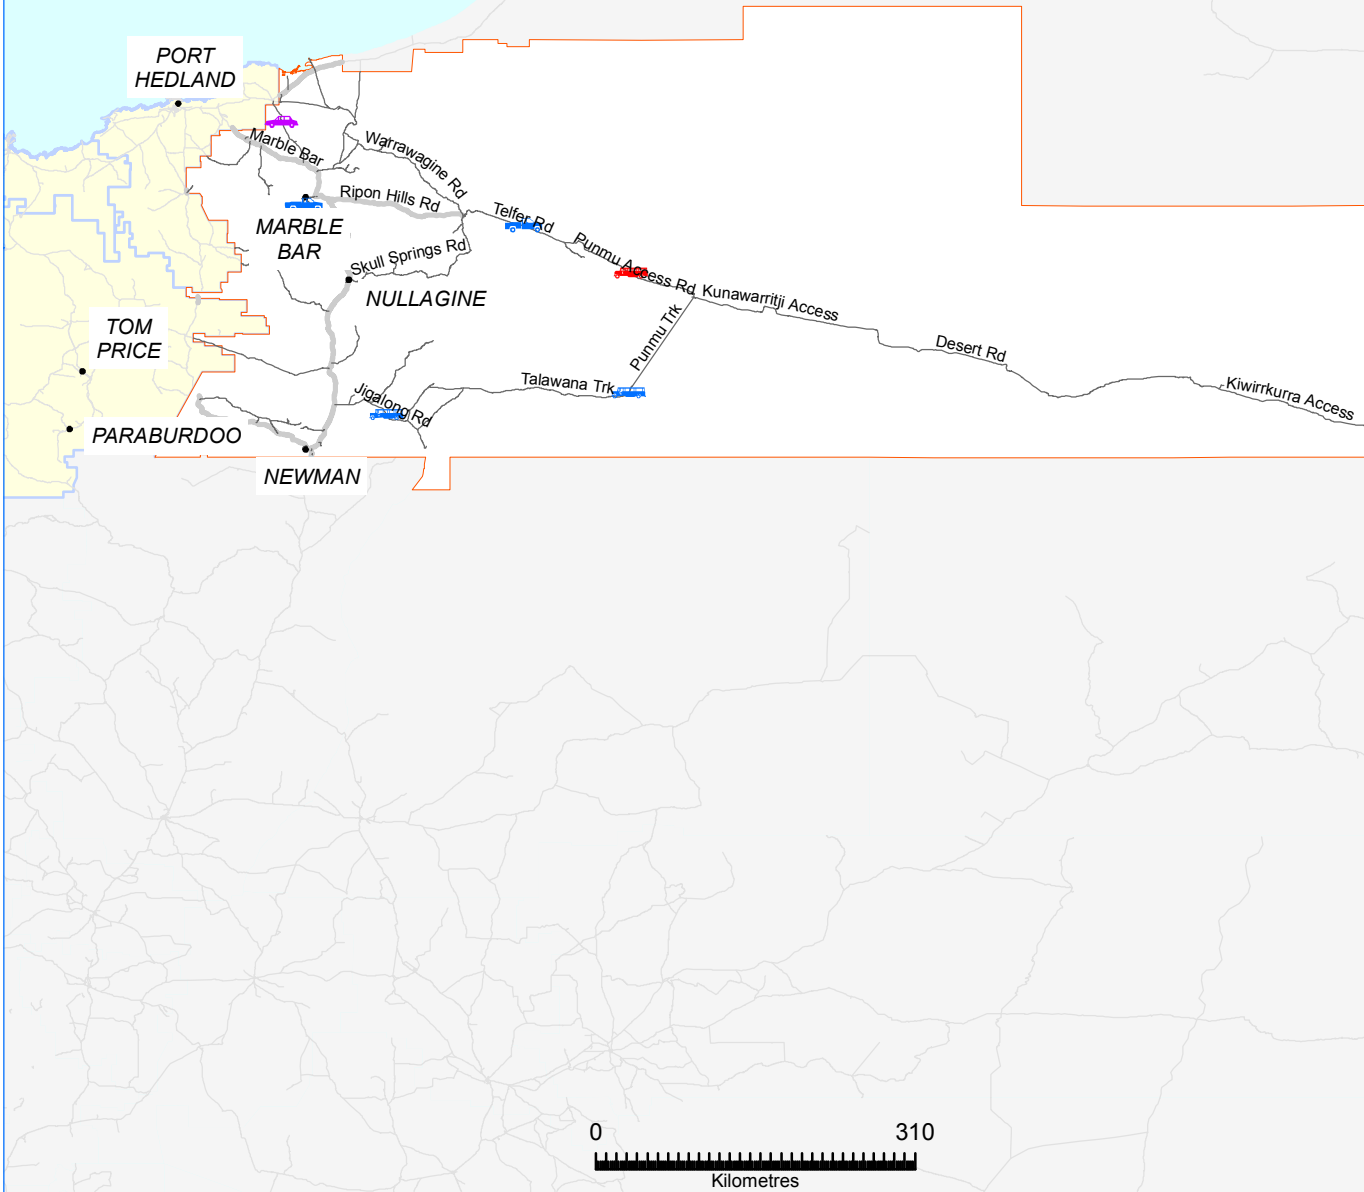 PORT
HEDLAND
Marble Bar
Warrawagine Rd
Ripon Hills Rd
MARBLE
BAR
Telfer Rd
Skull Springs Rd
Punmu Access Rd
NULLAGINE
Kunawarritji Access
TOM
PRICE
Punmu Trk
Desert Rd
Talawana Trk
Kiwirrkurra Access
Jigalong Rd
PARABURDOO
NEWMAN
0 310
Kilometres